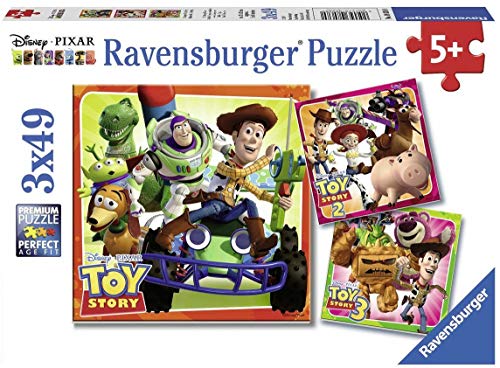 Disney · PIXAR
Ravensburger® Puzzle
5+
3x49
PREMIUM
PUZZLE
PERFECT
AGE FIT
Disney · PIXAR
TOY
STORY
TOY
STORY
2
TOY
STORY
3
Ravensburger